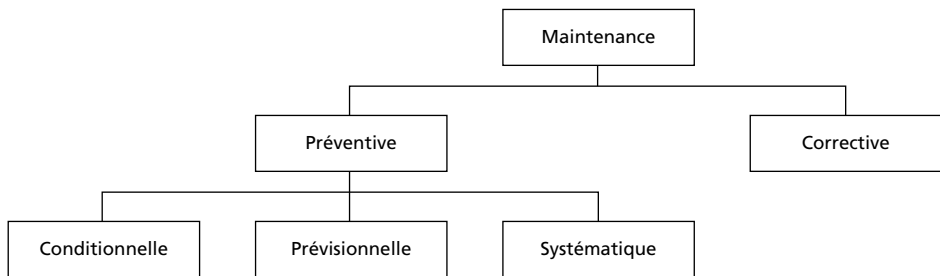 Maintenance
Préventive
Corrective
Conditionnelle
Prévisionnelle
Systématique